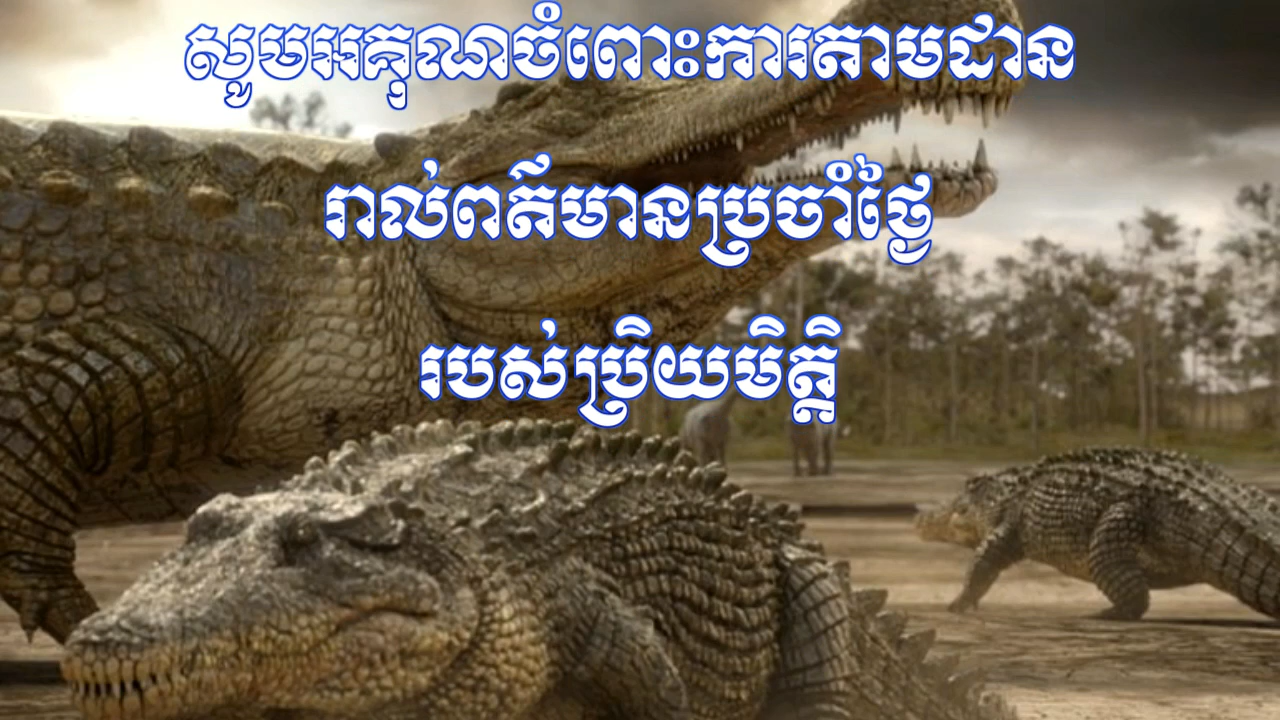 សូមអរគុណចំពោះការតាមដាន
រាល់ពត៍មានប្រចាំថ្ងៃ
របស់ប្រិយមិត្តិ